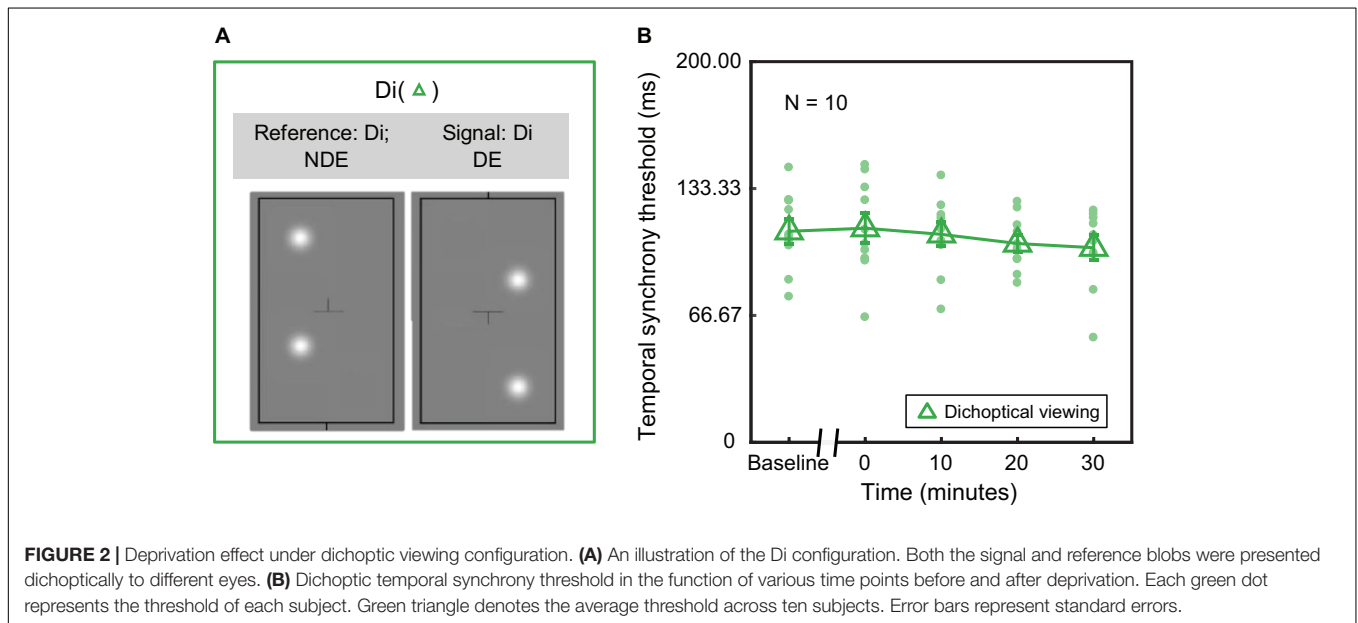 A
Di( △ )
Reference: Di;
NDE
Signal: Di
DE
B
Temporal synchrony threshold (ms)
200.00
133.33
66.67
0
N = 10
Dichoptical viewing
Baseline 0 10 20 30
Time (minutes)
FIGURE 2 | Deprivation effect under dichoptic viewing configuration. (A) An illustration of the Di configuration. Both the signal and reference blobs were presented
dichoptically to different eyes. (B) Dichoptic temporal synchrony threshold in the function of various time points before and after deprivation. Each green dot
represents the threshold of each subject. Green triangle denotes the average threshold across ten subjects. Error bars represent standard errors.